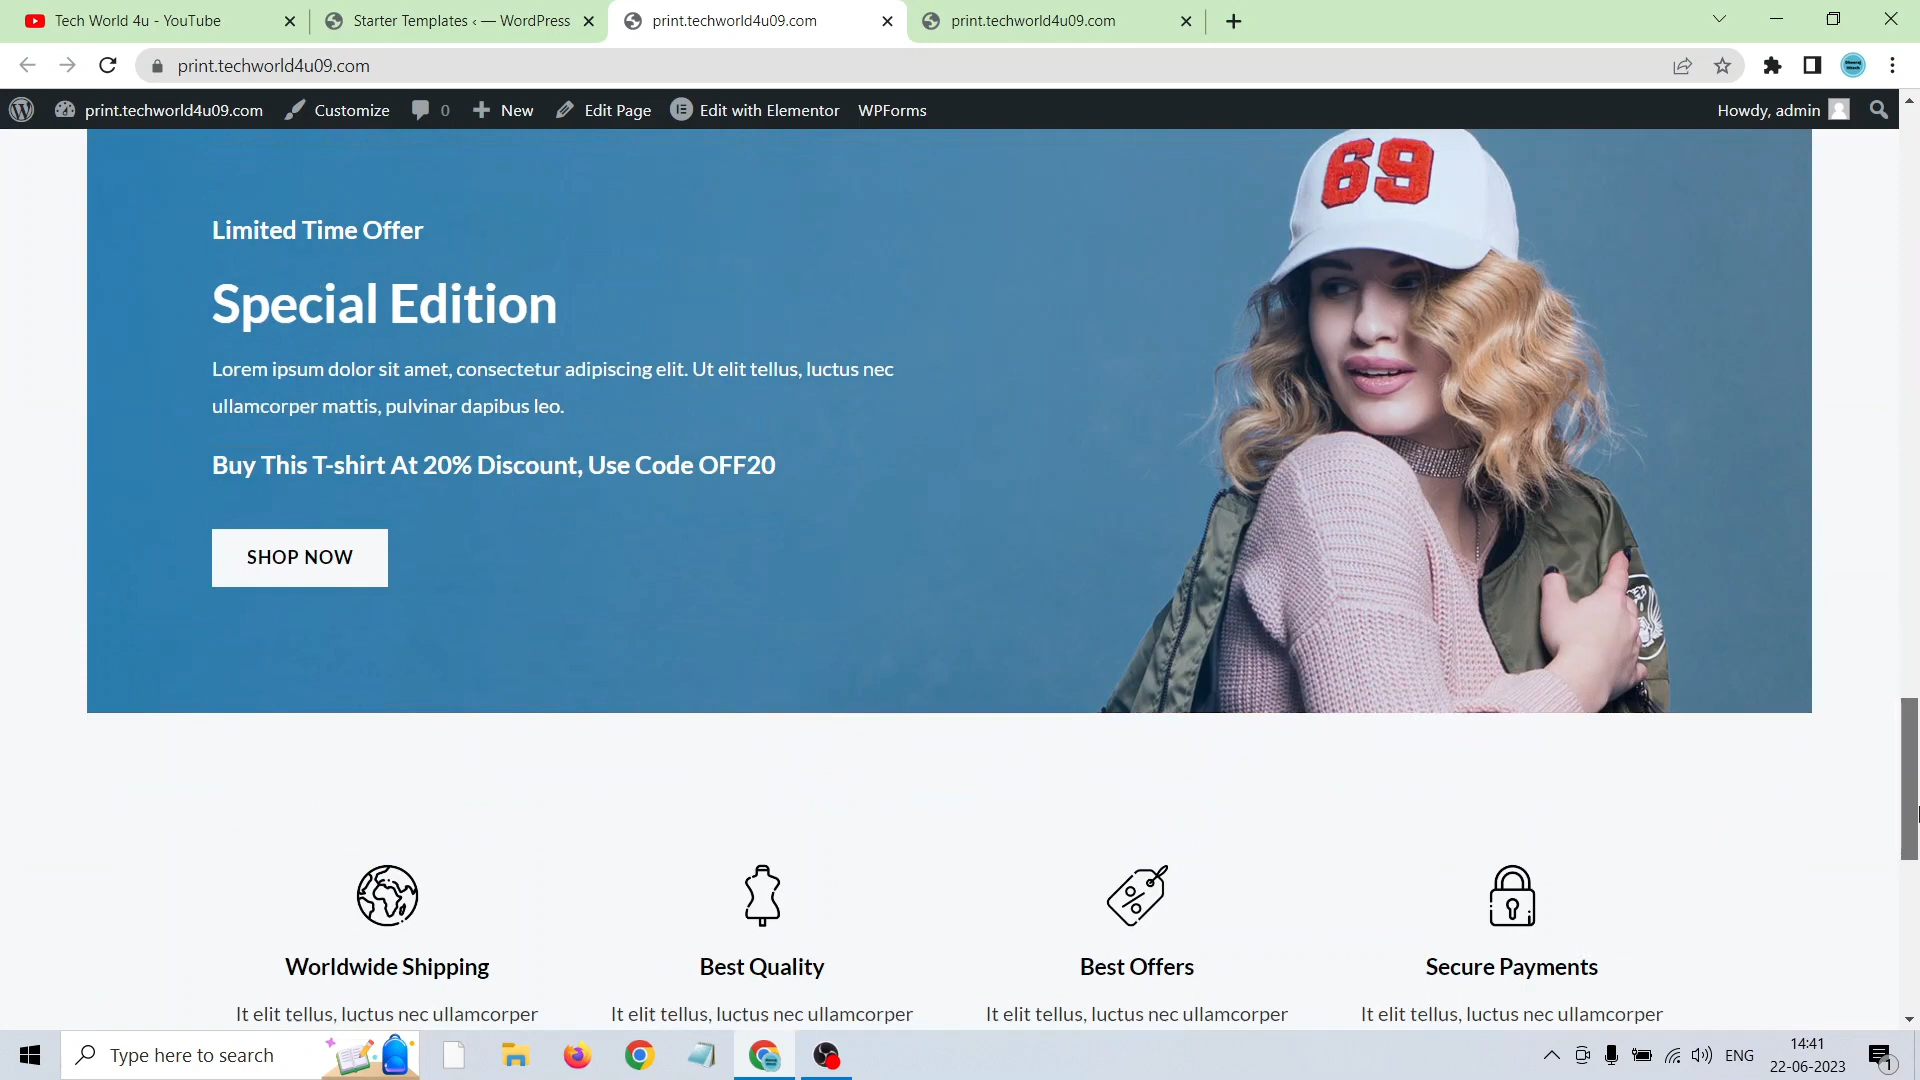 Tech World 4u - YouTube
Starter Templates ‹ — WordPress
print.techworld4u09.com
print.techworld4u09.com
print.techworld4u09.com
print.techworld4u09.com
Customize
0
New
Edit Page
Edit with Elementor
WPForms
Howdy, admin
69
Limited Time Offer
Special Edition
Lorem ipsum dolor sit amet, consectetur adipiscing elit. Ut elit tellus, luctus nec
ullamcorper mattis, pulvinar dapibus leo.
Buy This T-shirt At 20% Discount, Use Code OFF20
SHOP NOW
Worldwide Shipping
Best Quality
Best Offers
Secure Payments
It elit tellus, luctus nec ullamcorper
It elit tellus, luctus nec ullamcorper
It elit tellus, luctus nec ullamcorper
It elit tellus, luctus nec ullamcorper
Type here to search
ENG
14:41
22-06-2023
1